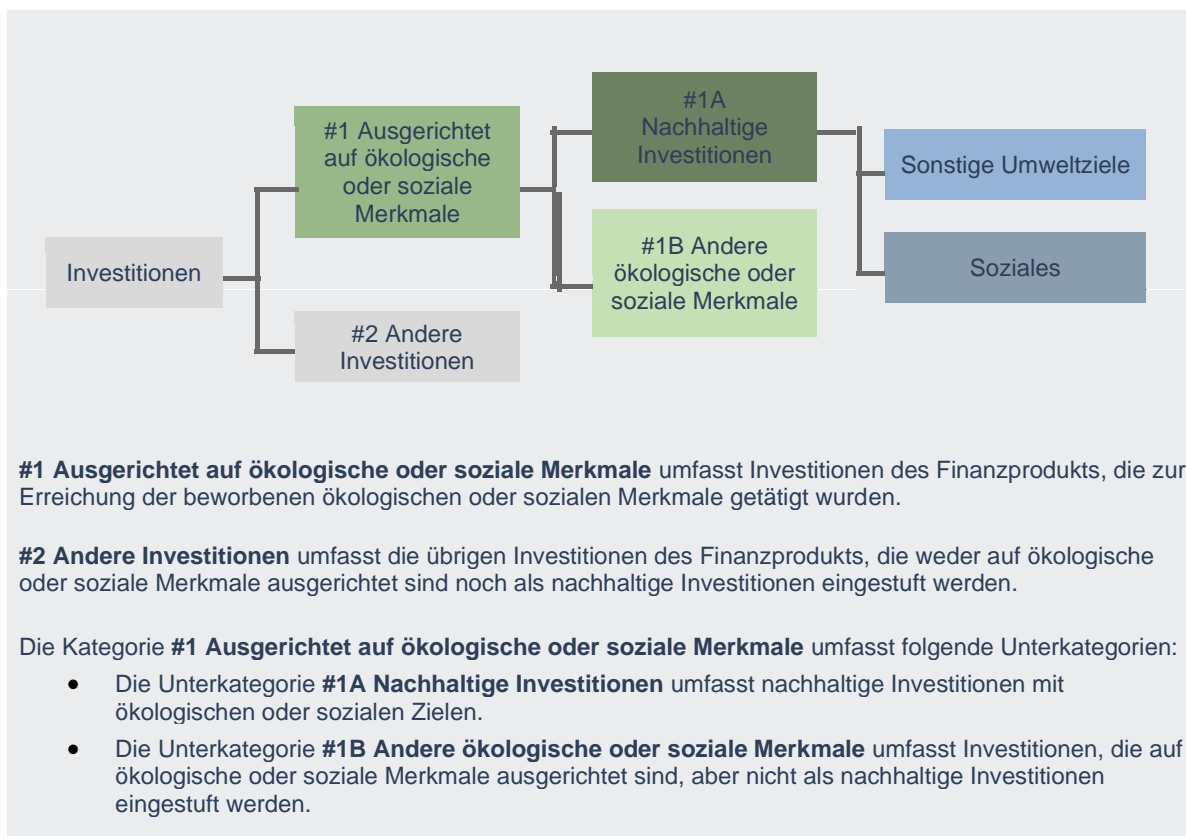 #1A
Nachhaltige
Investitionen
#1 Ausgerichtet
auf ökologische
oder soziale
Merkmale
Sonstige Umweltziele
#1B Andere
ökologische oder
soziale Merkmale
Soziales
Investitionen
#2 Andere
Investitionen
#1 Ausgerichtet auf ökologische oder soziale Merkmale umfasst Investitionen des Finanzprodukts, die zur
Erreichung der beworbenen ökologischen oder sozialen Merkmale getätigt wurden.
#2 Andere Investitionen umfasst die übrigen Investitionen des Finanzprodukts, die weder auf ökologische
oder soziale Merkmale ausgerichtet sind noch als nachhaltige Investitionen eingestuft werden.
Die Kategorie #1 Ausgerichtet auf ökologische oder soziale Merkmale umfasst folgende Unterkategorien:
• Die Unterkategorie #1A Nachhaltige Investitionen umfasst nachhaltige Investitionen mit
ökologischen oder sozialen Zielen.
• Die Unterkategorie #1B Andere ökologische oder soziale Merkmale umfasst Investitionen, die auf
ökologische oder soziale Merkmale ausgerichtet sind, aber nicht als nachhaltige Investitionen
eingestuft werden.